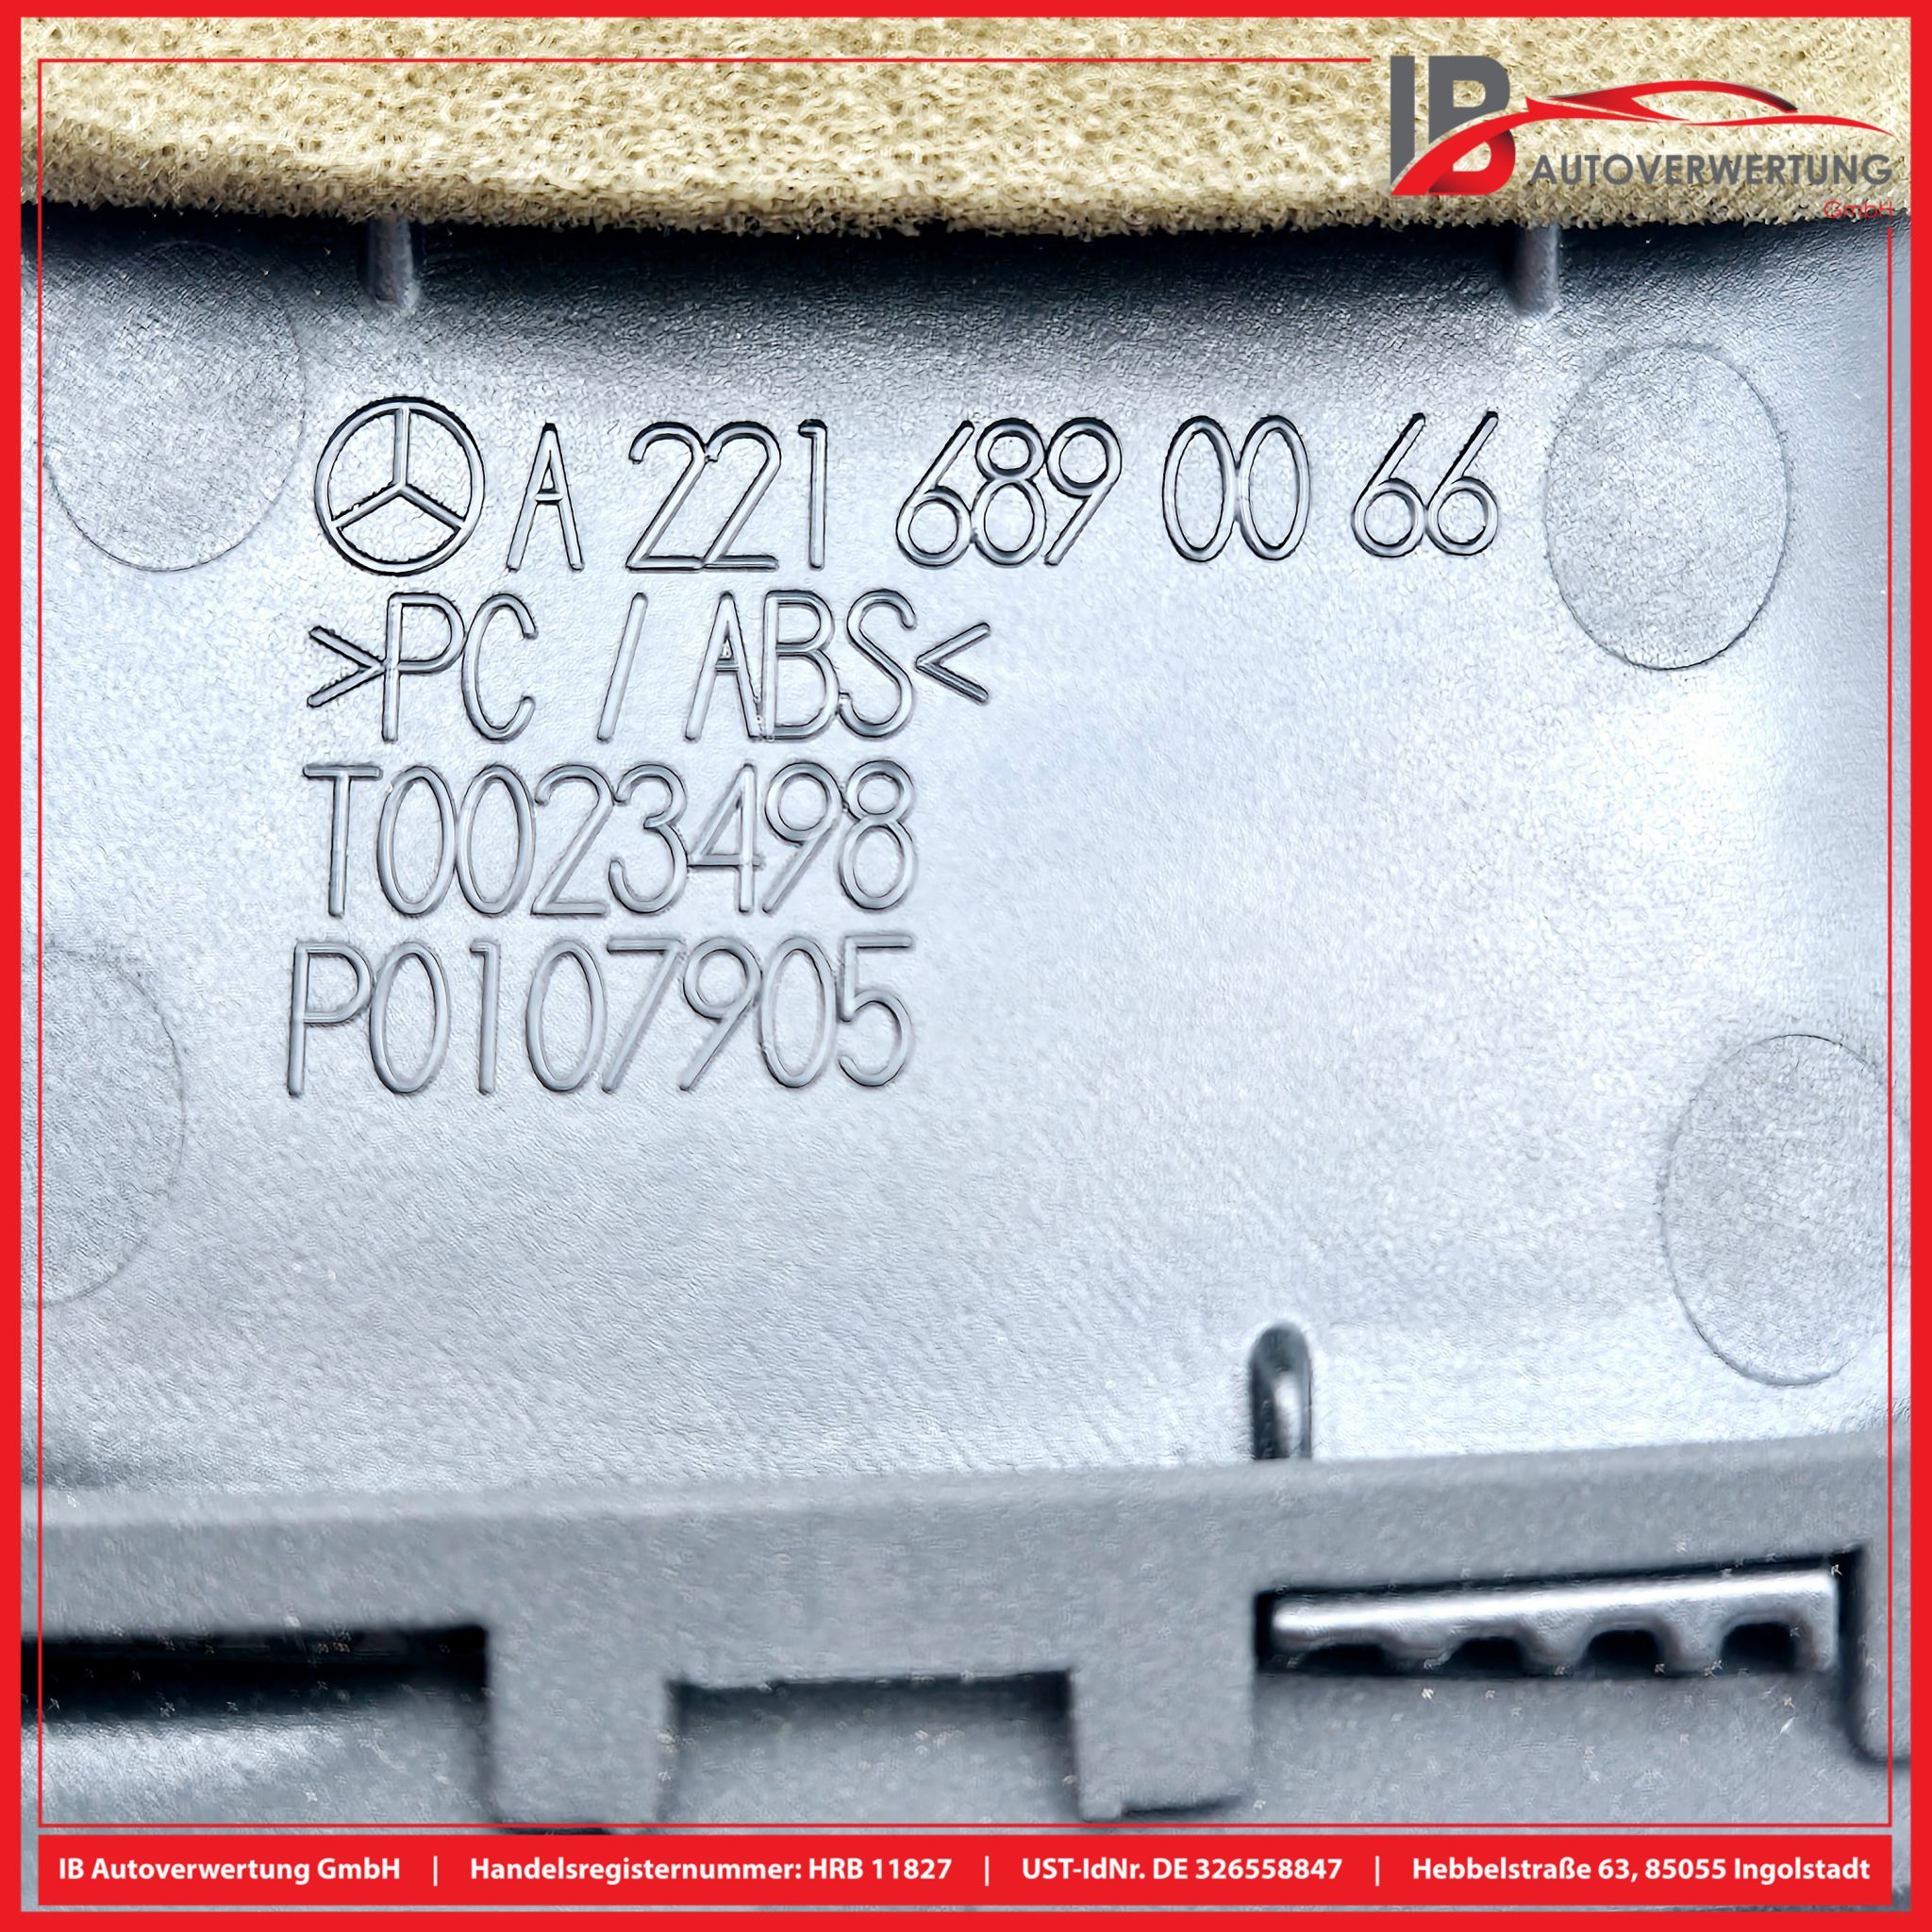 IB
AUTOVERWERTUNG
GmbH
A 221 689 00 66
>PC / ABS<
T0023498
P0107905
IB Autoverwertung GmbH | Handelsregisternummer: HRB 11827 | UST-IdNr. DE 326558847 | Hebbelstraße 63, 85055 Ingolstadt